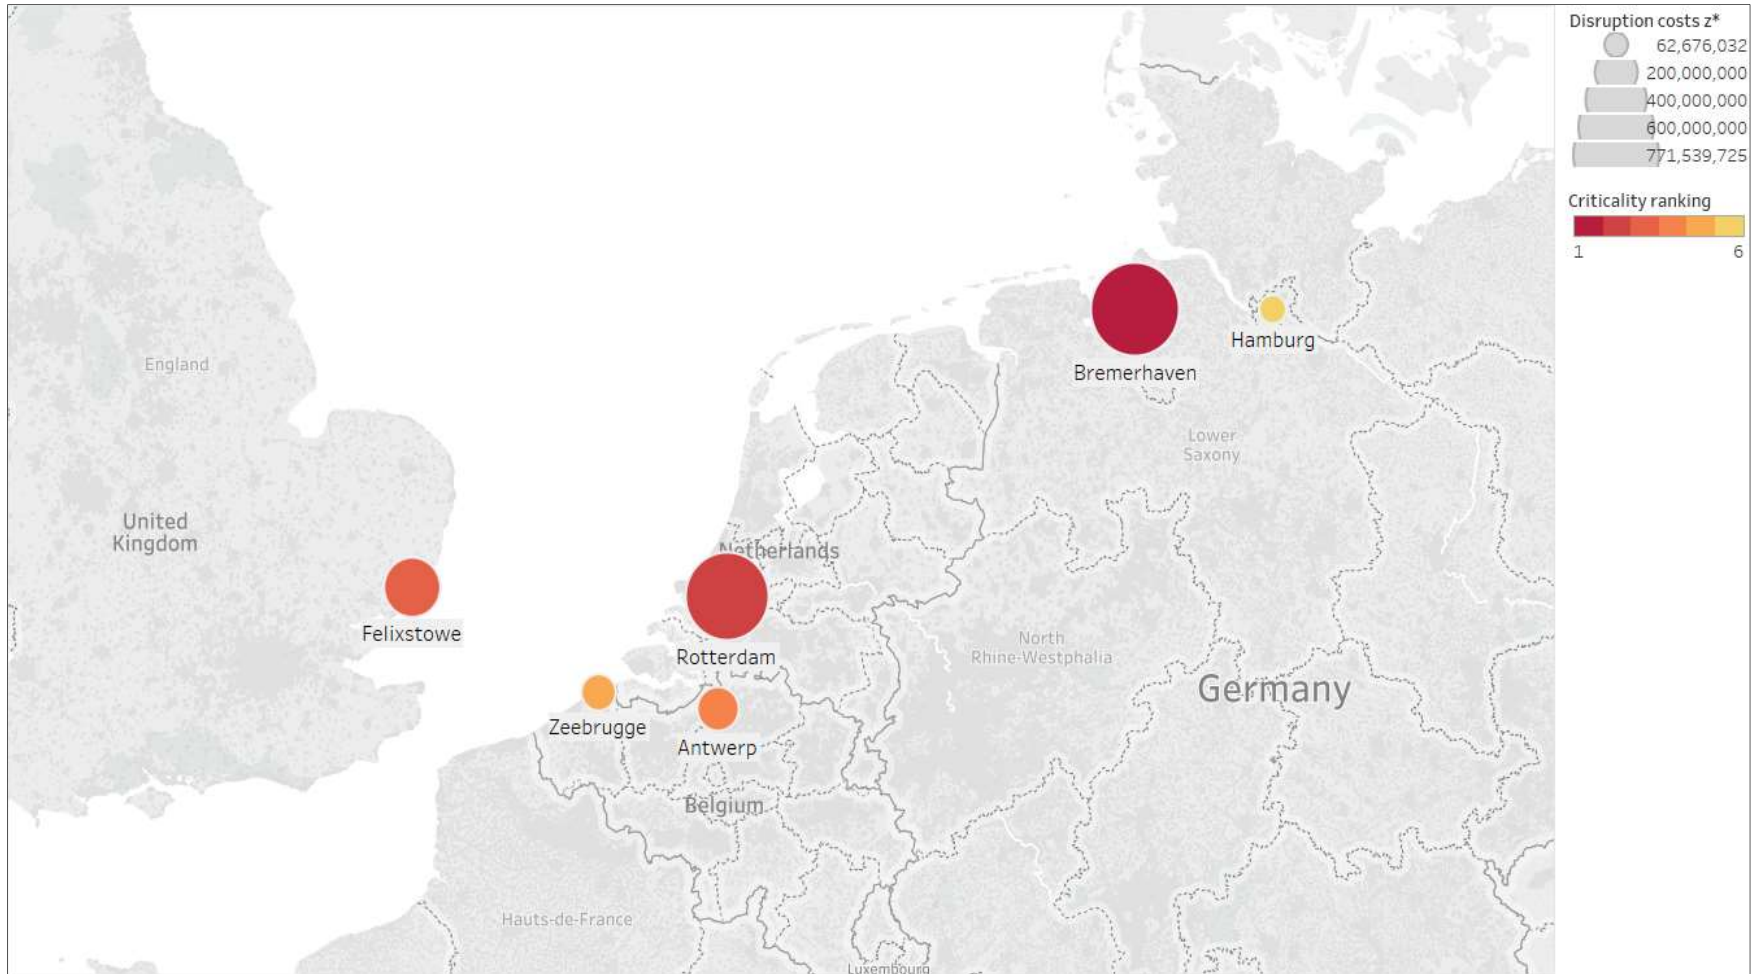 Disruption costs z*
62,676,032
200,000,000
400,000,000
600,000,000
771,539,725
Criticality ranking
1 6
England
United
Kingdom
Felixstowe
Netherlands
Rotterdam
Zeebrugge
Antwerp
Belgium
Bremerhaven
Hamburg
Lower
Saxony
North
Rhine-Westphalia
Germany
Hauts-de-France
Luxembourg